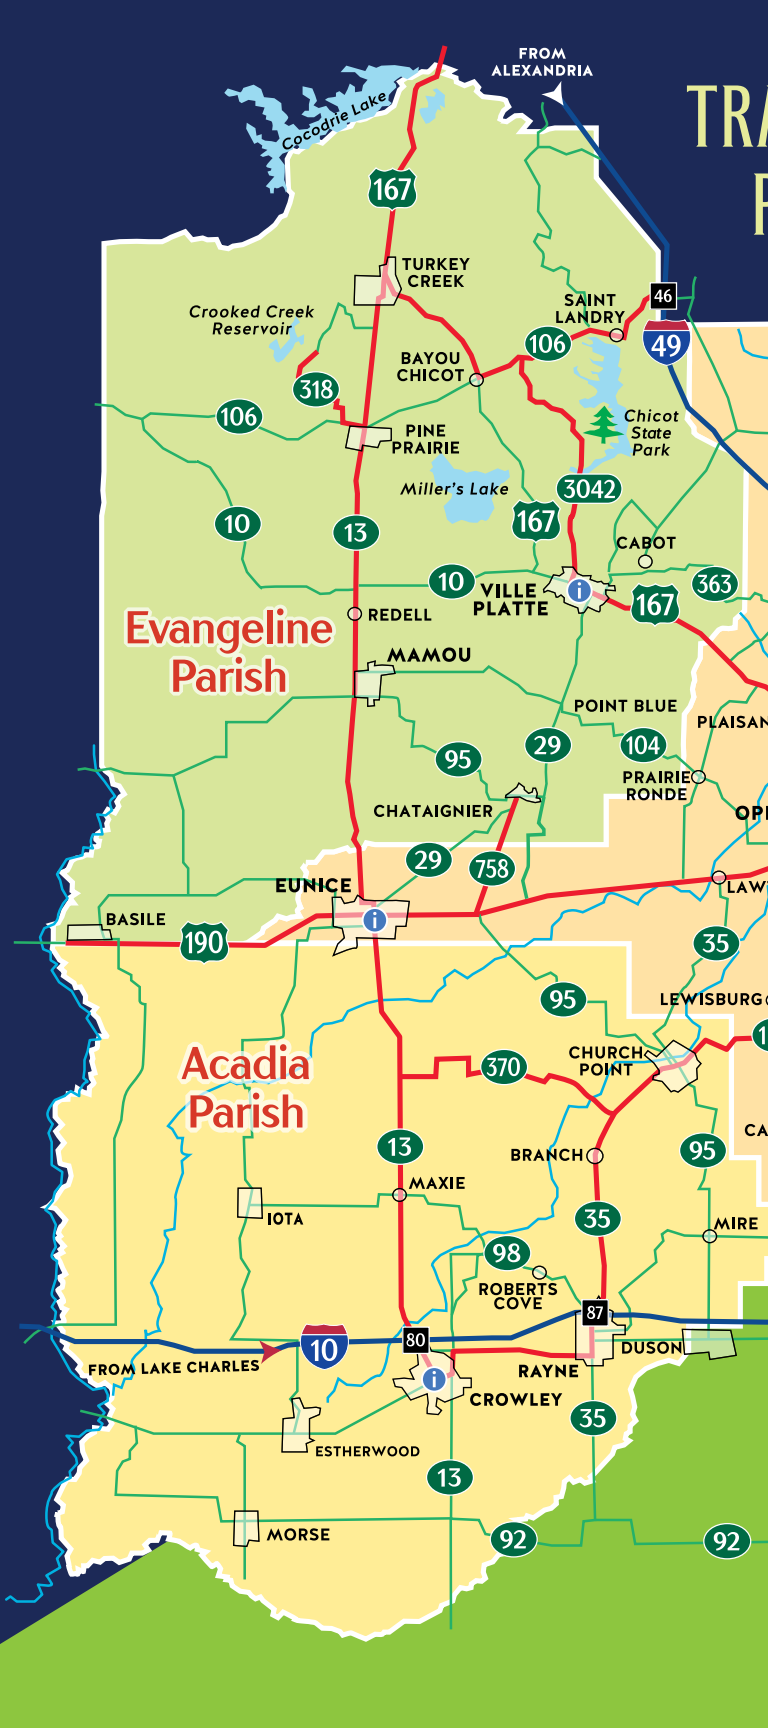 FROM
ALEXANDRIA
TRA
Cocodrie Lake
167
TURKEY
CREEK
46
SAINT
LANDRY
Crooked Creek
Reservoir
106
49
BAYOU
CHICOT
318
106
Chicot
State
Park
PINE
PRAIRIE
Miller's Lake
3042
10
13
167
CABOT
10
VILLE
PLATTE
i
363
167
REDELL
Evangeline
Parish
MAMOU
POINT BLUE
PLAISAN
95
29
104
PRAIRIE
RONDE
CHATAIGNIER
OP
29
758
EUNICE
LAW
BASILE
i
190
35
95
LEWISBURG
1
CHURCH
POINT
Acadia
Parish
370
13
BRANCH
95
CA
MAXIE
IOTA
35
MIRE
98
ROBERTS
COVE
87
80
10
FROM LAKE CHARLES
DUSON
RAYNE
i
CROWLEY
35
ESTHERWOOD
13
MORSE
92
92